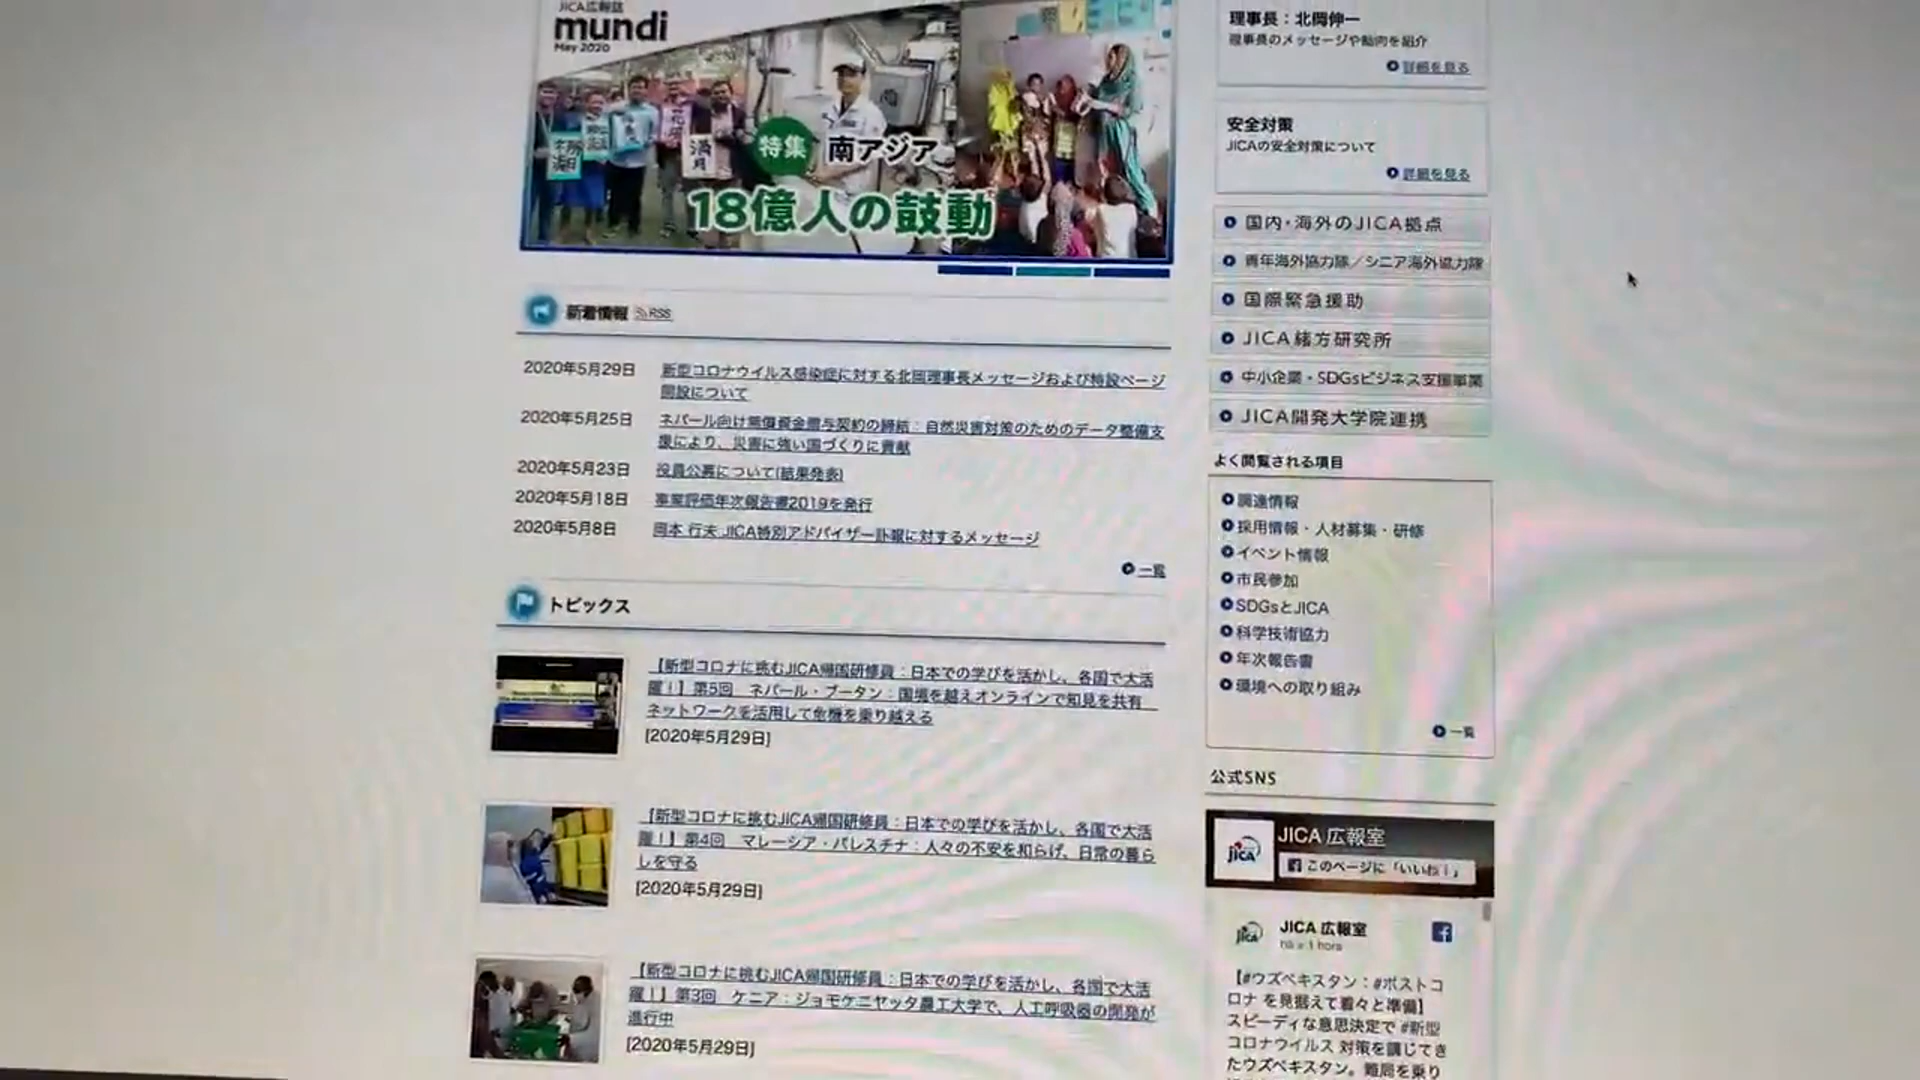 JICA広報誌
mundi
May 2020
満月
特集
南アジア
18億人の鼓動
新着情報 RSS
2020年5月29日 新型コロナウイルス感染症に対する北岡理事長メッセージおよび特設ページ
開設について
2020年5月25日 ネパール向け無償資金贈与契約の締結：自然災害対策のためのデータ整備支
援により、災害に強い国づくりに貢献
2020年5月23日 役員公募について(結果発表)
2020年5月18日 事業評価年次報告書2019を発行
2020年5月8日 岡本 行夫 JICA特別アドバイザー訃報に対するメッセージ
一覧
トピックス
【新型コロナに挑むJICA帰国研修員：日本での学びを活かし、各国で大活
躍！】第5回 ネパール・ブータン：国境を越えオンラインで知見を共有
ネットワークを活用して危機を乗り越える
[2020年5月29日]
【新型コロナに挑むJICA帰国研修員：日本での学びを活かし、各国で大活
躍！】第4回 マレーシア・パレスチナ：人々の不安を和らげ、日常の暮ら
しを守る
[2020年5月29日]
【新型コロナに挑むJICA帰国研修員：日本での学びを活かし、各国で大活
躍！】第3回 ケニア：ジョモケニヤッタ農工大学で、人工呼吸器の開発が
進行中
[2020年5月29日]
理事長：北岡伸一
理事長のメッセージや動向を紹介
詳細を見る
安全対策
JICAの安全対策について
詳細を見る
国内・海外のJICA拠点
青年海外協力隊／シニア海外協力隊
国際緊急援助
JICA緒方研究所
中小企業・SDGsビジネス支援事業
JICA開発大学院連携
よく閲覧される項目
調達情報
採用情報・人材募集・研修
イベント情報
市民参加
SDGsとJICA
科学技術協力
年次報告書
環境への取り組み
一覧
公式SNS
JICA
JICA 広報室
このページに「いいね！」
JICA
JICA 広報室
há ± 1 hora
【#ウズベキスタン：#ポストコ
ロナ を見据えて着々と準備】
スピーディな意思決定で #新型
コロナウイルス 対策を講じてき
たウズベキスタン。難局を乗り